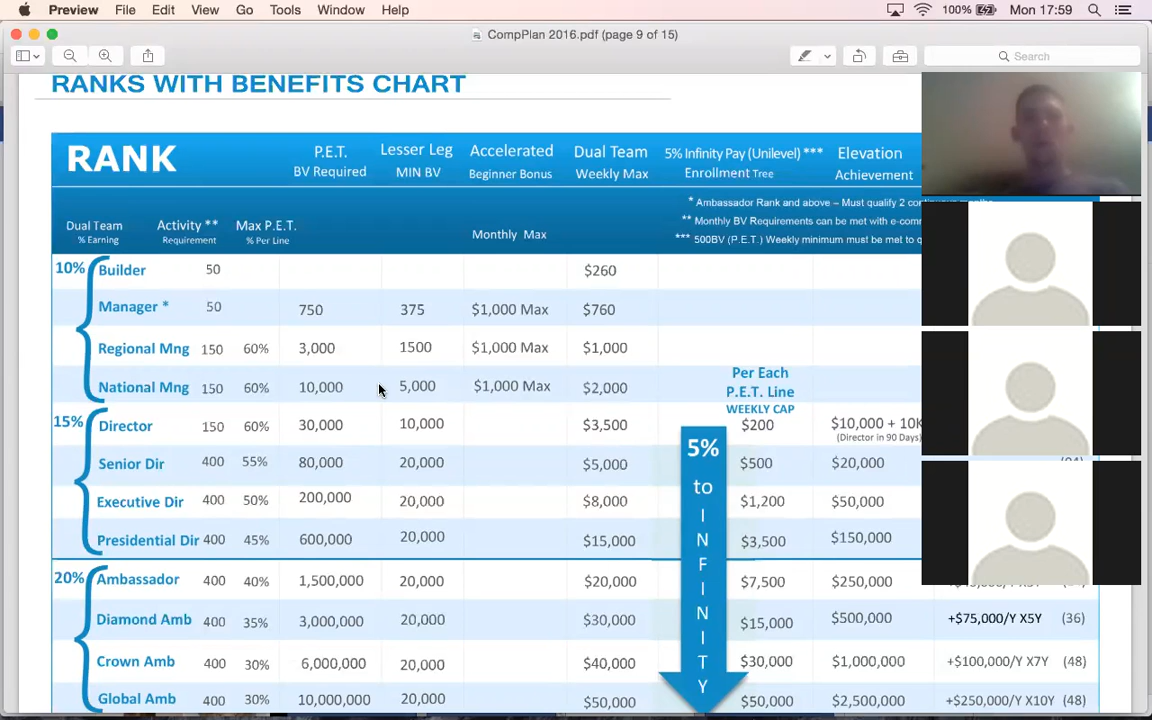 Preview File Edit View Go Tools Window Help 100% Mon 17:59
CompPlan 2016.pdf (page 9 of 15)
Search
RANKS WITH BENEFITS CHART
RANK P.E.T. Lesser Leg Accelerated Dual Team 5% Infinity Pay (Unilevel) *** Elevation
BV Required MIN BV Beginner Bonus Weekly Max Enrollment Tree Achievement
* Ambassador Rank and above – Must qualify 2
Dual Team Activity ** Max P.E.T. ** Monthly BV Requirements can be met with e-com
% Earning Requirement % Per Line Monthly Max *** 500BV (P.E.T.) Weekly minimum must be met to q
10% Builder 50 $260
Manager * 50 750 375 $1,000 Max $760
Regional Mng 150 60% 3,000 1500 $1,000 Max $1,000
National Mng 150 60% 10,000 5,000 $1,000 Max $2,000
Per Each
P.E.T. Line
WEEKLY CAP
15% Director 150 60% 30,000 10,000 $3,500 $200 $10,000 + 10K
(Director in 90 Days)
Senior Dir 400 55% 80,000 20,000 $5,000 $500 $20,000
Executive Dir 400 50% 200,000 20,000 $8,000 $1,200 $50,000
Presidential Dir 400 45% 600,000 20,000 $15,000 $3,500 $150,000
20% Ambassador 400 40% 1,500,000 20,000 $20,000 $7,500 $250,000
Diamond Amb 400 35% 3,000,000 20,000 $30,000 $15,000 $500,000 +$75,000/Y X5Y (36)
Crown Amb 400 30% 6,000,000 20,000 $40,000 $30,000 $1,000,000 +$100,000/Y X7Y (48)
Global Amb 400 30% 10,000,000 20,000 $50,000 $50,000 $2,500,000 +$250,000/Y X10Y (48)
5%
to
I
N
F
I
N
I
T
Y